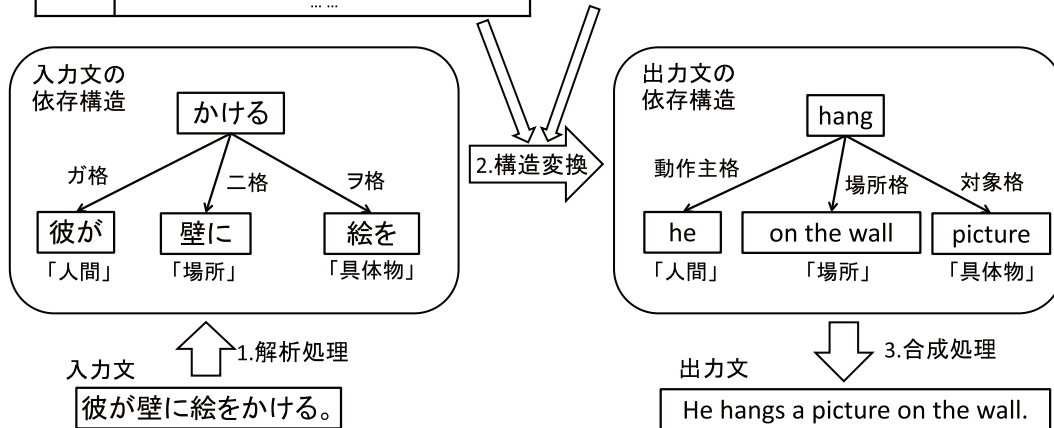 ... ...
入力文の
依存構造
かける
ガ格
ニ格
ヲ格
彼が
壁に
絵を
「人間」
「場所」
「具体物」
2.構造変換
出力文の
依存構造
hang
動作主格
場所格
対象格
he
on the wall
picture
「人間」
「場所」
「具体物」
1.解析処理
入力文
彼が壁に絵をかける。
3.合成処理
出力文
He hangs a picture on the wall.